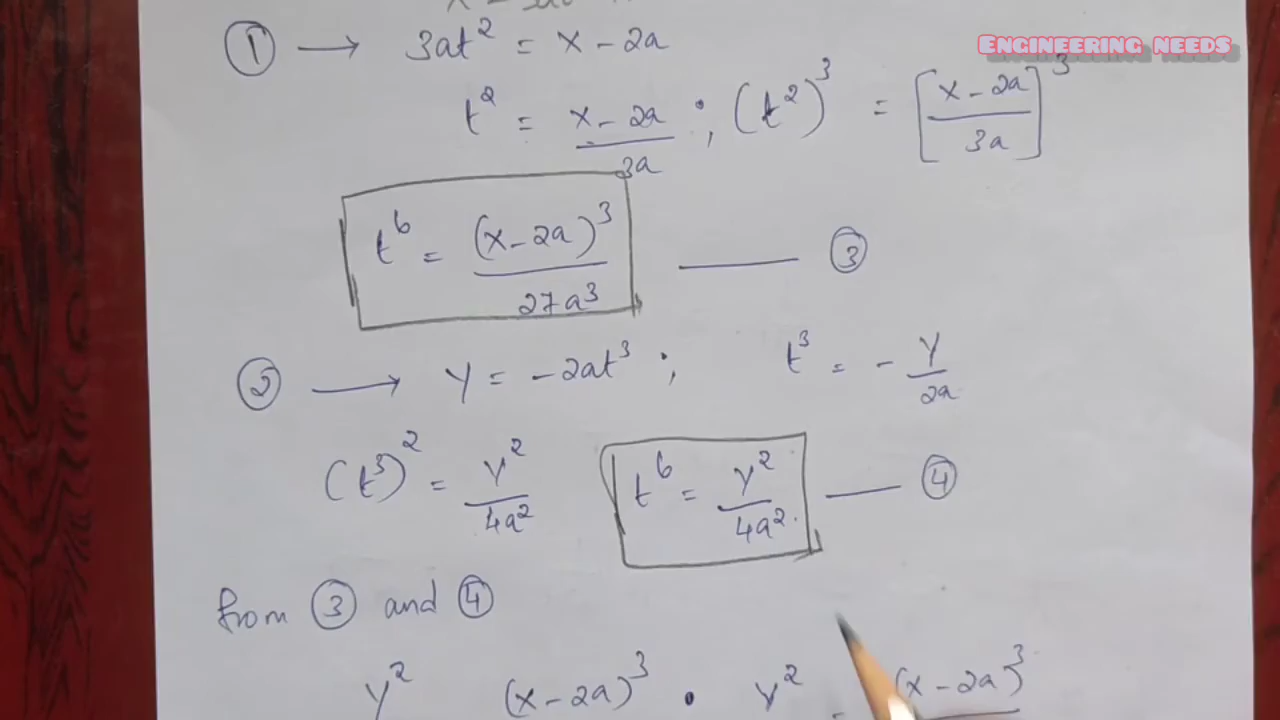 ENGINEERING NEEDS
① → 3at² = x - 2a
t² = (x - 2a)/3a ; (t²)³ = [(x - 2a)/3a]³
t⁶ = (x - 2a)³/27a³ —— ③
② → y = -2at³ ; t³ = - y/2a
(t³)² = y²/4a² t⁶ = y²/4a². —— ④
from ③ and ④
y² (x - 2a)³ . y² = (x - 2a)³